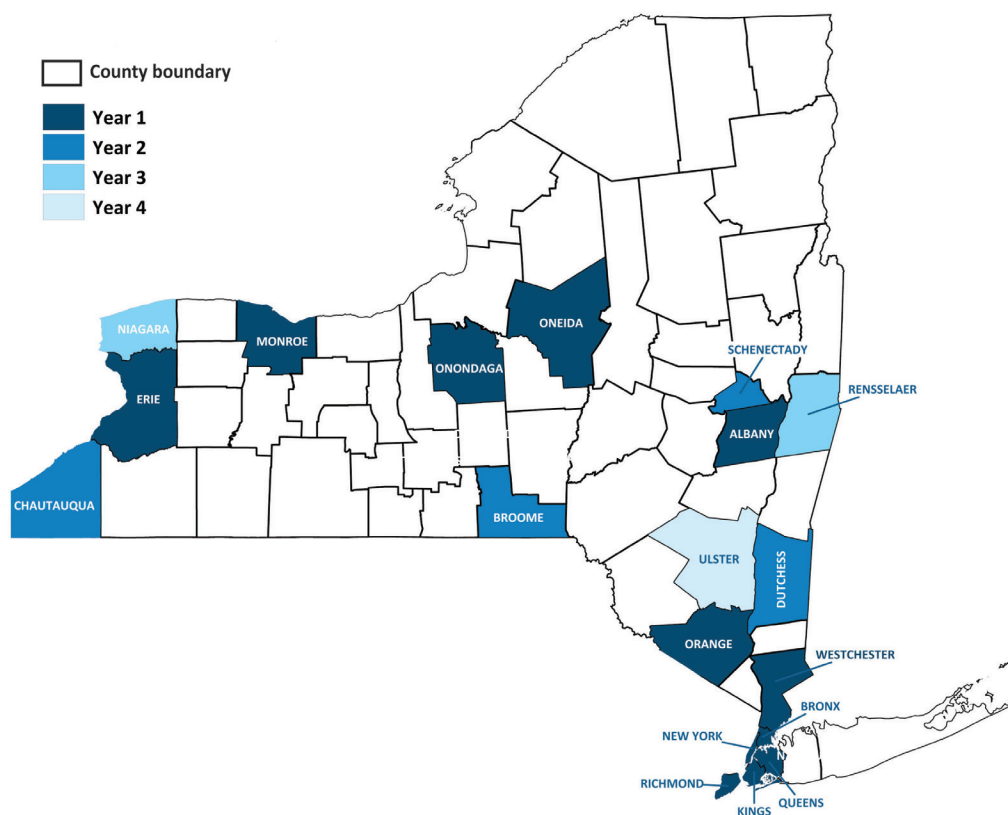 County boundary
Year 1
Year 2
Year 3
Year 4
NIAGARA
MONROE
ONEIDA
ONONDAGA
ERIE
SCHENECTADY
RENSSELAER
ALBANY
CHAUTAUQUA
BROOME
ULSTER
DUTCHESS
ORANGE
WESTCHESTER
BRONX
NEW YORK
N
RICHMOND
QUEENS
KINGS